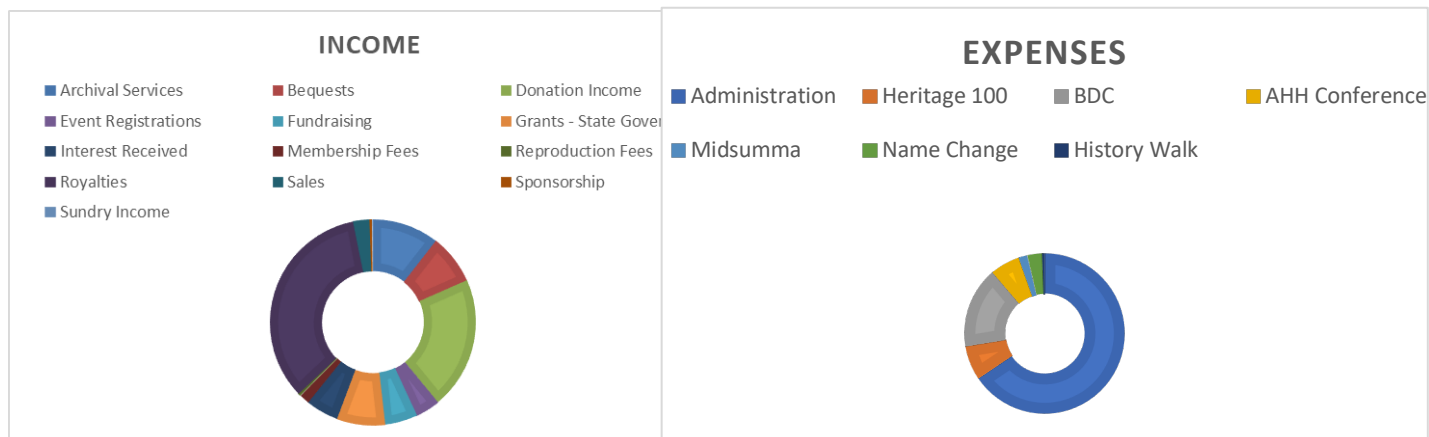 INCOME
Archival Services Bequests Donation Income
Event Registrations Fundraising Grants - State Gover
Interest Received Membership Fees Reproduction Fees
Royalties Sales Sponsorship
Sundry Income
EXPENSES
Administration Heritage 100 BDC AHH Conference
Midsumma Name Change History Walk